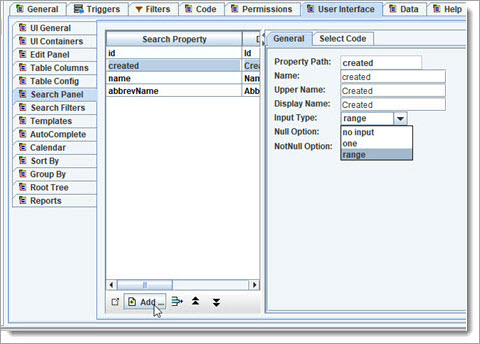 General Triggers Filters Code Permissions User Interface Data Help
UI General
UI Containers
Edit Panel
Table Columns
Table Config
Search Panel
Search Filters
Templates
AutoComplete
Calendar
Sort By
Group By
Root Tree
Reports
Search Property D
id Id
created Crea
name Nam
abbrevName Abb
Add ...
General Select Code
Property Path: created
Name: created
Upper Name: Created
Display Name: Created
Input Type: range
Null Option: no input
one
NotNull Option: range